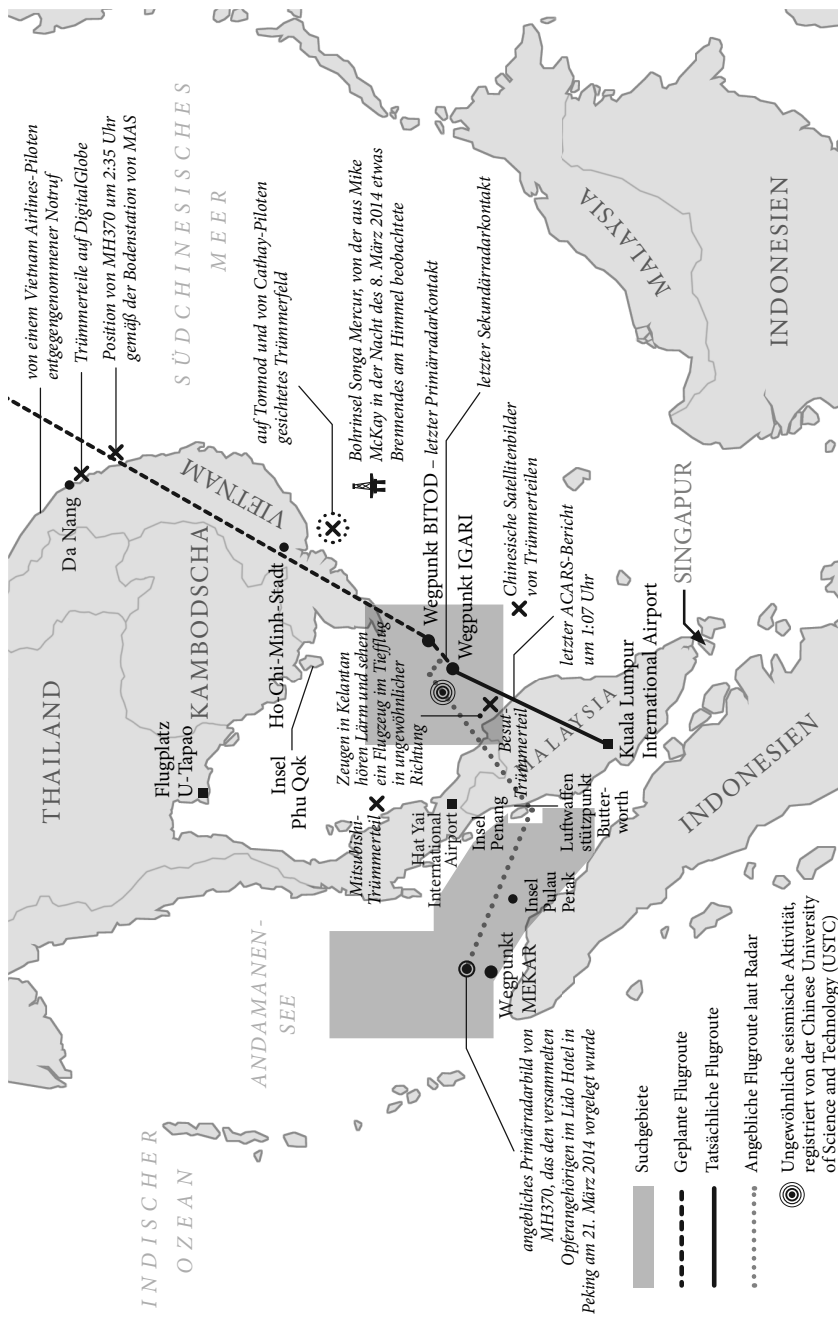 von einem Vietnam Airlines-Piloten
entgegengenommener Notruf
Trümmerteile auf DigitalGlobe
Position von MH370 um 2:35 Uhr
gemäß der Bodenstation von MAS
SÜDCHINESISCHES
MEER
Da Nang
THAILAND
KAMBODSCHA
VIETNAM
Flugplatz
U-Tapao
Ho-Chi-Minh-Stadt
Insel
Phu Qok
auf Tomnod und von Cathay-Piloten
gesichtetes Trümmerfeld
Bohrinsel Songa Mercur, von der aus Mike
McKay in der Nacht des 8. März 2014 etwas
Brennendes am Himmel beobachtete
ANDAMANEN-
SEE
INDISCHER
OZEAN
Zeugen in Kelantan
hören Lärm und sehen
ein Flugzeug im Tiefflug
in ungewöhnlicher
Richtung
Mitsubishi-
Trümmerteil
Wegpunkt BITOD – letzter Primärradarkontakt
Wegpunkt IGARI
letzter Sekundärradarkontakt
Hat Yai
International
Airport
Insel
Penang
Besut-
Trümmerteil
Chinesische Satellitenbilder
von Trümmerteilen
letzter ACARS-Bericht
um 1:07 Uhr
Luftwaffen
stützpunkt
Butter-
worth
Insel
Pulau
Perak
Wegpunkt
MEKAR
MALAYSIA
Kuala Lumpur
International Airport
SINGAPUR
MALAYSIA
INDONESIEN
INDONESIEN
angebliches Primärradarbild von
MH370, das den versammelten
Opferangehörigen im Lido Hotel in
Peking am 21. März 2014 vorgelegt wurde
Suchgebiete
Geplante Flugroute
Tatsächliche Flugroute
Angebliche Flugroute laut Radar
Ungewöhnliche seismische Aktivität,
registriert von der Chinese University
of Science and Technology (USTC)